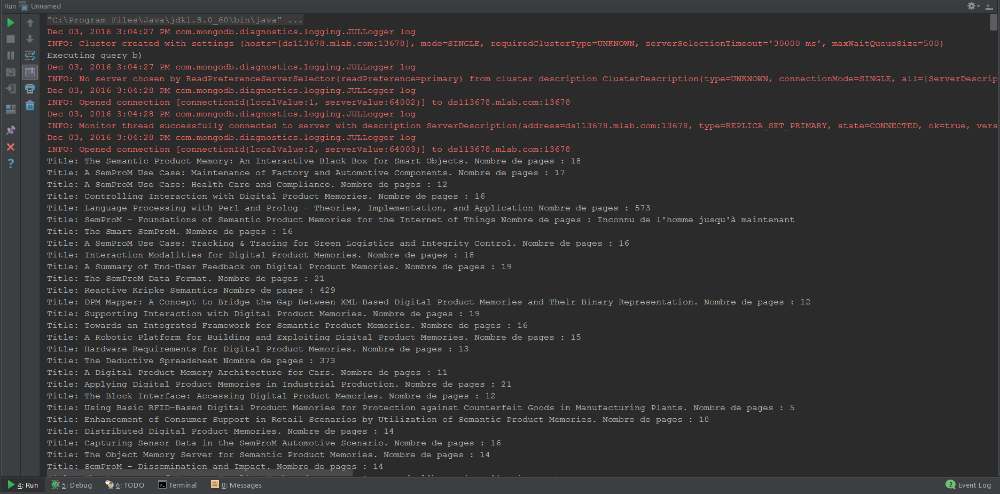 Run Unnamed
"C:\Program Files\Java\jdk1.8.0_60\bin\java" ...
Dec 03, 2016 3:04:27 PM com.mongodb.diagnostics.logging.JULLogger log
INFO: Cluster created with settings {hosts=[ds113678.mlab.com:13678], mode=SINGLE, requiredClusterType=UNKNOWN, serverSelectionTimeout='30000 ms', maxWaitQueueSize=500}
Executing query b)
Dec 03, 2016 3:04:27 PM com.mongodb.diagnostics.logging.JULLogger log
INFO: No server chosen by ReadPreferenceServerSelector{readPreference=primary} from cluster description ClusterDescription{type=UNKNOWN, connectionMode=SINGLE, all=[ServerDescrip
Dec 03, 2016 3:04:28 PM com.mongodb.diagnostics.logging.JULLogger log
INFO: Opened connection [connectionId{localValue:1, serverValue:64002}] to ds113678.mlab.com:13678
Dec 03, 2016 3:04:28 PM com.mongodb.diagnostics.logging.JULLogger log
INFO: Monitor thread successfully connected to server with description ServerDescription{address=ds113678.mlab.com:13678, type=REPLICA_SET_PRIMARY, state=CONNECTED, ok=true, vers
Dec 03, 2016 3:04:28 PM com.mongodb.diagnostics.logging.JULLogger log
INFO: Opened connection [connectionId{localValue:2, serverValue:64003}] to ds113678.mlab.com:13678
Title: The Semantic Product Memory: An Interactive Black Box for Smart Objects. Nombre de pages : 18
Title: A SemProM Use Case: Maintenance of Factory and Automotive Components. Nombre de pages : 17
Title: A SemProM Use Case: Health Care and Compliance. Nombre de pages : 12
Title: Controlling Interaction with Digital Product Memories. Nombre de pages : 16
Title: Language Processing with Perl and Prolog - Theories, Implementation, and Application Nombre de pages : 573
Title: SemProM - Foundations of Semantic Product Memories for the Internet of Things Nombre de pages : Inconnu de l'homme jusqu'à maintenant
Title: The Smart SemProM. Nombre de pages : 16
Title: A SemProM Use Case: Tracking & Tracing for Green Logistics and Integrity Control. Nombre de pages : 16
Title: Interaction Modalities for Digital Product Memories. Nombre de pages : 18
Title: A Summary of End-User Feedback on Digital Product Memories. Nombre de pages : 19
Title: The SemProM Data Format. Nombre de pages : 21
Title: Reactive Kripke Semantics Nombre de pages : 429
Title: DPM Mapper: A Concept to Bridge the Gap Between XML-Based Digital Product Memories and Their Binary Representation. Nombre de pages : 12
Title: Supporting Interaction with Digital Product Memories. Nombre de pages : 19
Title: Towards an Integrated Framework for Semantic Product Memories. Nombre de pages : 16
Title: A Robotic Platform for Building and Exploiting Digital Product Memories. Nombre de pages : 15
Title: Hardware Requirements for Digital Product Memories. Nombre de pages : 13
Title: The Deductive Spreadsheet Nombre de pages : 373
Title: A Digital Product Memory Architecture for Cars. Nombre de pages : 11
Title: Applying Digital Product Memories in Industrial Production. Nombre de pages : 21
Title: The Block Interface: Accessing Digital Product Memories. Nombre de pages : 12
Title: Using Basic RFID-Based Digital Product Memories for Protection against Counterfeit Goods in Manufacturing Plants. Nombre de pages : 5
Title: Enhancement of Consumer Support in Retail Scenarios by Utilization of Semantic Product Memories. Nombre de pages : 18
Title: Distributed Digital Product Memories. Nombre de pages : 14
Title: Capturing Sensor Data in the SemProM Automotive Scenario. Nombre de pages : 16
Title: The Object Memory Server for Semantic Product Memories. Nombre de pages : 14
Title: SemProM - Dissemination and Impact. Nombre de pages : 14
4: Run 5: Debug 6: TODO Terminal 0: Messages 2 Event Log